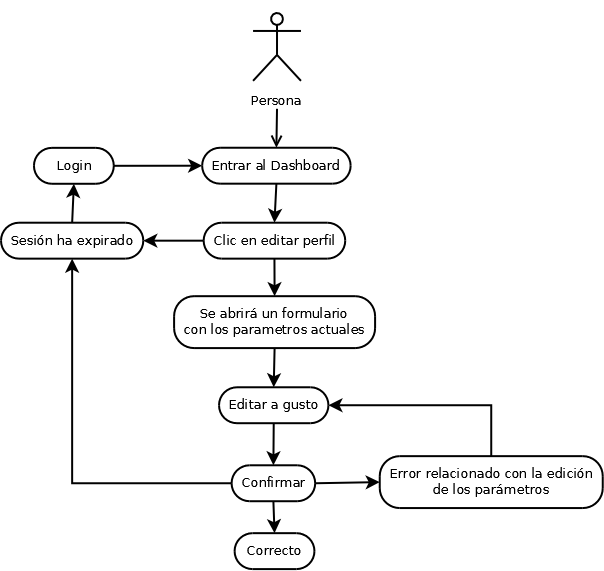 Persona
Login
Entrar al Dashboard
Sesión ha expirado
Clic en editar perfil
Se abrirá un formulario
con los parametros actuales
Editar a gusto
Confirmar
Error relacionado con la edición
de los parámetros
Correcto